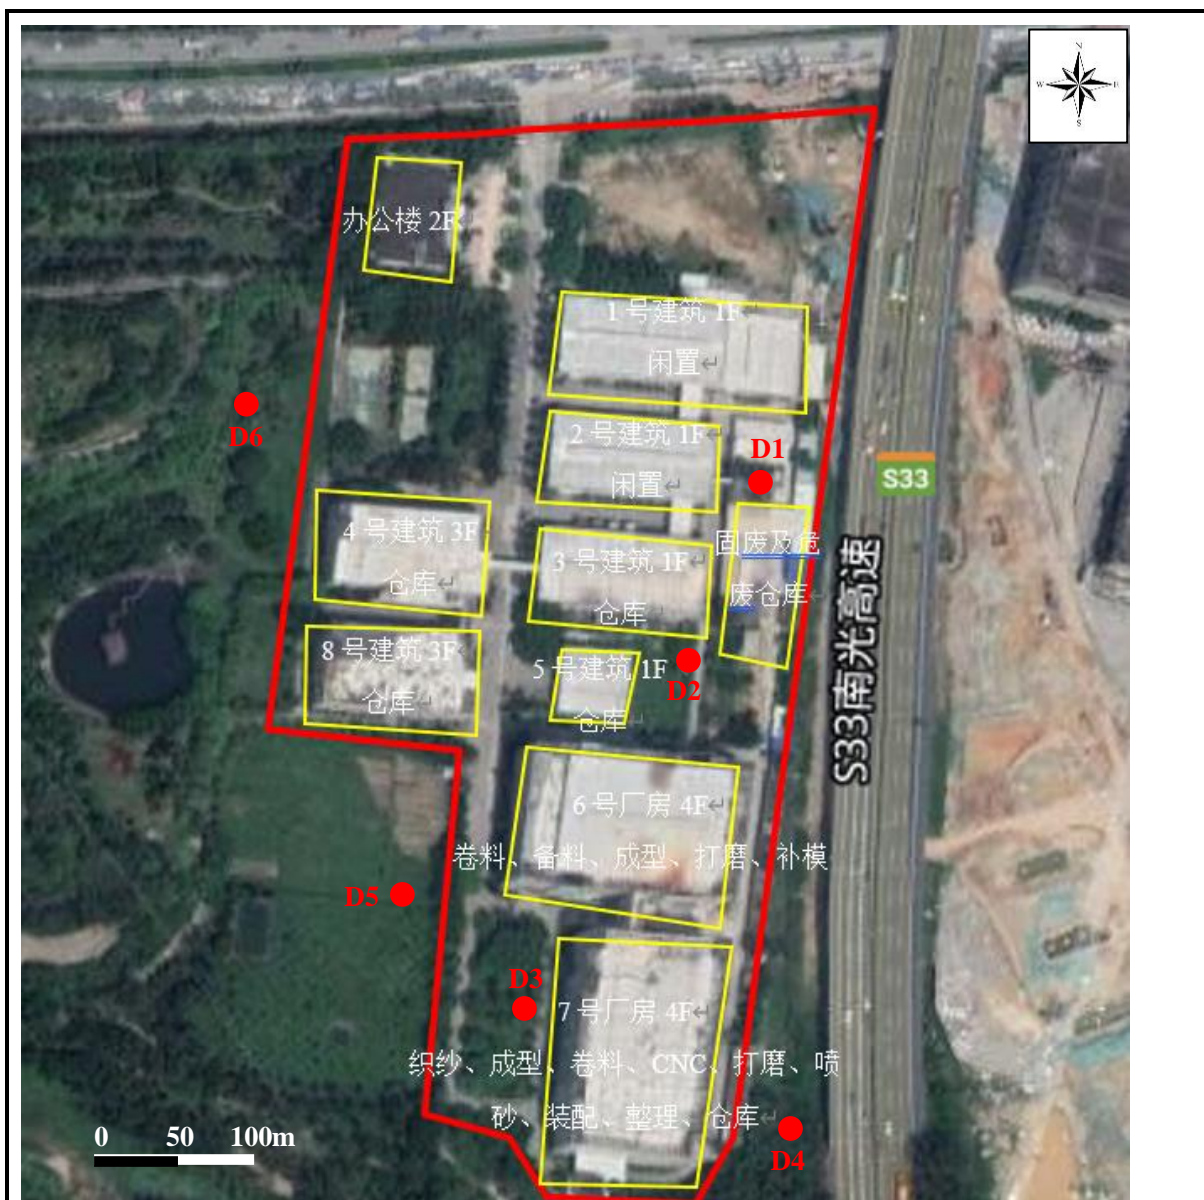 N
W
E
S
办公楼 2F
1 号建筑 1F
闲置
D6
2 号建筑 1F
闲置
D1
S33
4 号建筑 3F
仓库
3 号建筑 1F
仓库
固废及危
废仓库
8 号建筑 3F
仓库
5 号建筑 1F
仓库
D2
S33南光高速
6 号厂房 4F
卷料、备料、成型、打磨、补模
D5
D3
7 号厂房 4F
织纱、成型、卷料、CNC、打磨、喷
砂、装配、整理、仓库
D4
0 50 100m